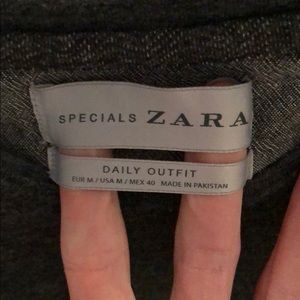 SPECIALS ZARA
DAILY OUTFIT
EUR M / USA M / MEX 40 MADE IN PAKISTAN